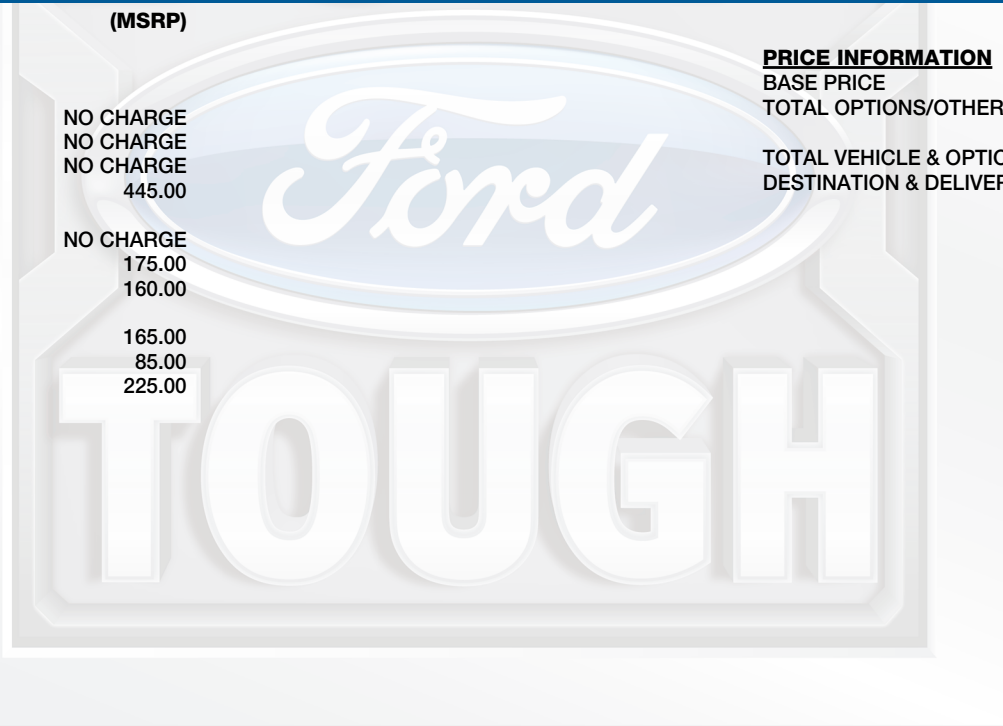 (MSRP)
NO CHARGE
NO CHARGE
NO CHARGE
445.00
NO CHARGE
175.00
160.00
165.00
85.00
225.00
PRICE INFORMATION
BASE PRICE
TOTAL OPTIONS/OTHER
TOTAL VEHICLE & OPTIO
DESTINATION & DELIVER
Ford
TOUGH